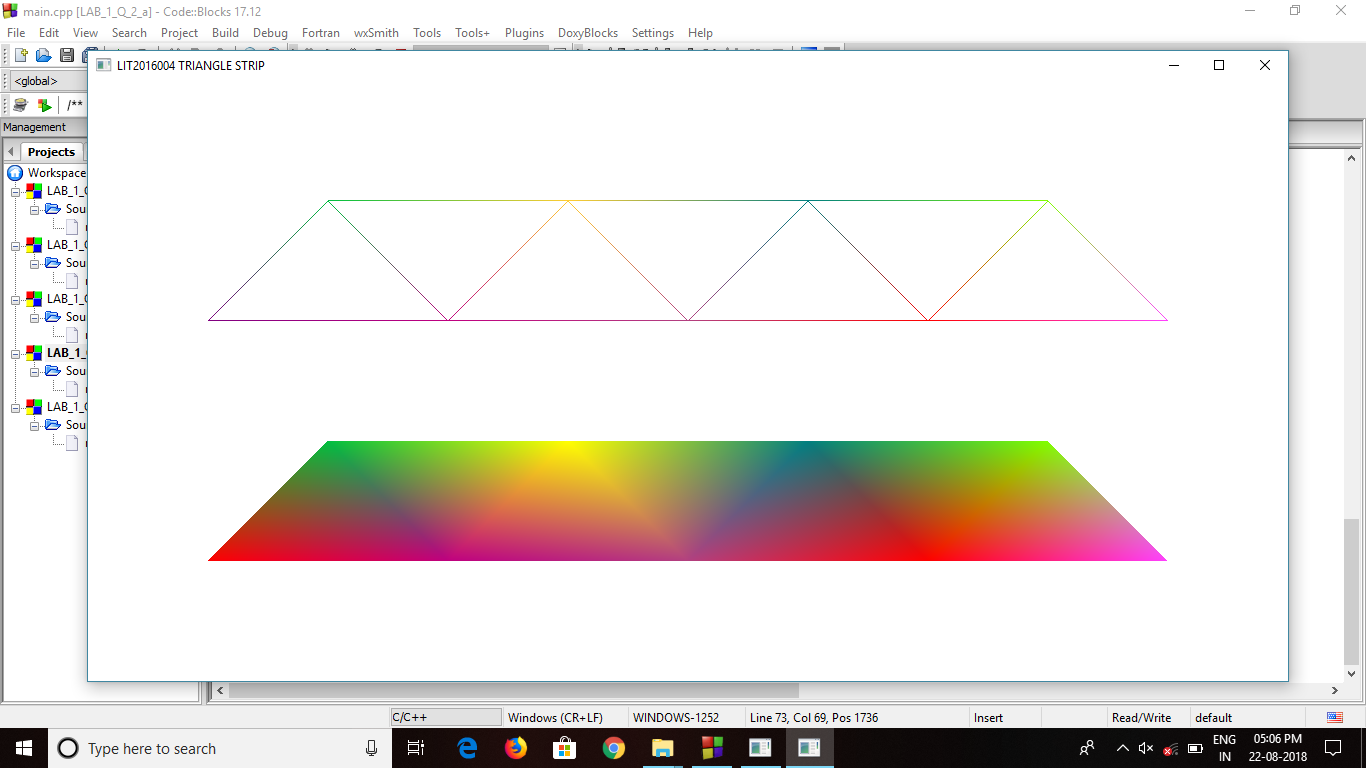 main.cpp [LAB_1_Q_2_a] - Code::Blocks 17.12
File Edit View Search Project Build Debug Fortran wxSmith Tools Tools+ Plugins DoxyBlocks Settings Help
LIT2016004 TRIANGLE STRIP
<global>
/**
Management
Projects
Workspace
LAB_1_
Sou
LAB_1_
Sou
LAB_1_
Sou
LAB_1_
Sou
LAB_1_
Sou
C/C++ Windows (CR+LF) WINDOWS-1252 Line 73, Col 69, Pos 1736 Insert Read/Write default
Type here to search
ENG
IN
05:06 PM
22-08-2018